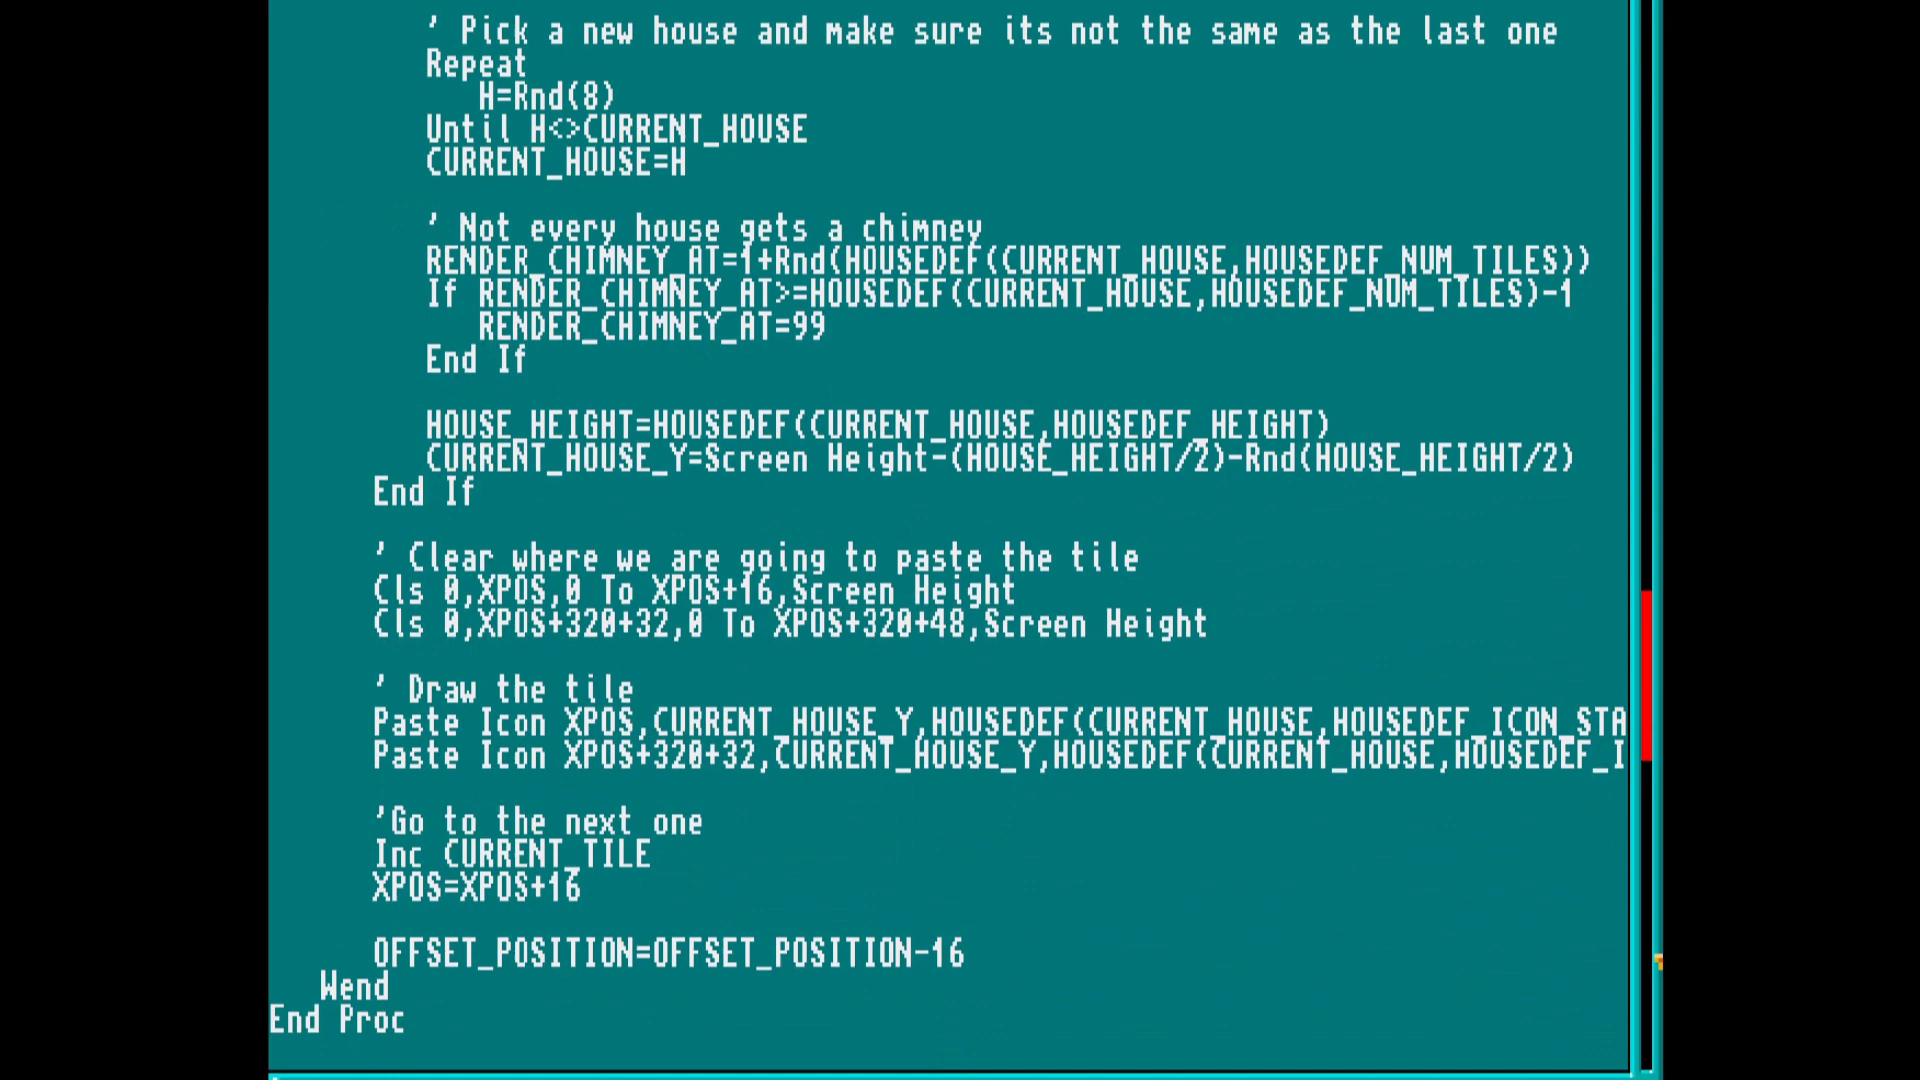 ' Pick a new house and make sure its not the same as the last one
Repeat
H=Rnd(8)
Until H<>CURRENT_HOUSE
CURRENT_HOUSE=H
' Not every house gets a chimney
RENDER_CHIMNEY_AT=1+Rnd(HOUSEDEF((CURRENT_HOUSE,HOUSEDEF_NUM_TILES))
If RENDER_CHIMNEY_AT>=HOUSEDEF(CURRENT_HOUSE,HOUSEDEF_NUM_TILES)-1
RENDER_CHIMNEY_AT=99
End If
HOUSE_HEIGHT=HOUSEDEF(CURRENT_HOUSE,HOUSEDEF_HEIGHT)
CURRENT_HOUSE_Y=Screen Height-(HOUSE_HEIGHT/2)-Rnd(HOUSE_HEIGHT/2)
End If
' Clear where we are going to paste the tile
Cls 0,XPOS,0 To XPOS+16,Screen Height
Cls 0,XPOS+320+32,0 To XPOS+320+48,Screen Height
' Draw the tile
Paste Icon XPOS,CURRENT_HOUSE_Y,HOUSEDEF((CURRENT_HOUSE,HOUSEDEF_ICON_STA
Paste Icon XPOS+320+32,CURRENT_HOUSE_Y,HOUSEDEF(CURRENT_HOUSE,HOUSEDEF_I
'Go to the next one
Inc CURRENT_TILE
XPOS=XPOS+16
OFFSET_POSITION=OFFSET_POSITION-16
Wend
End Proc